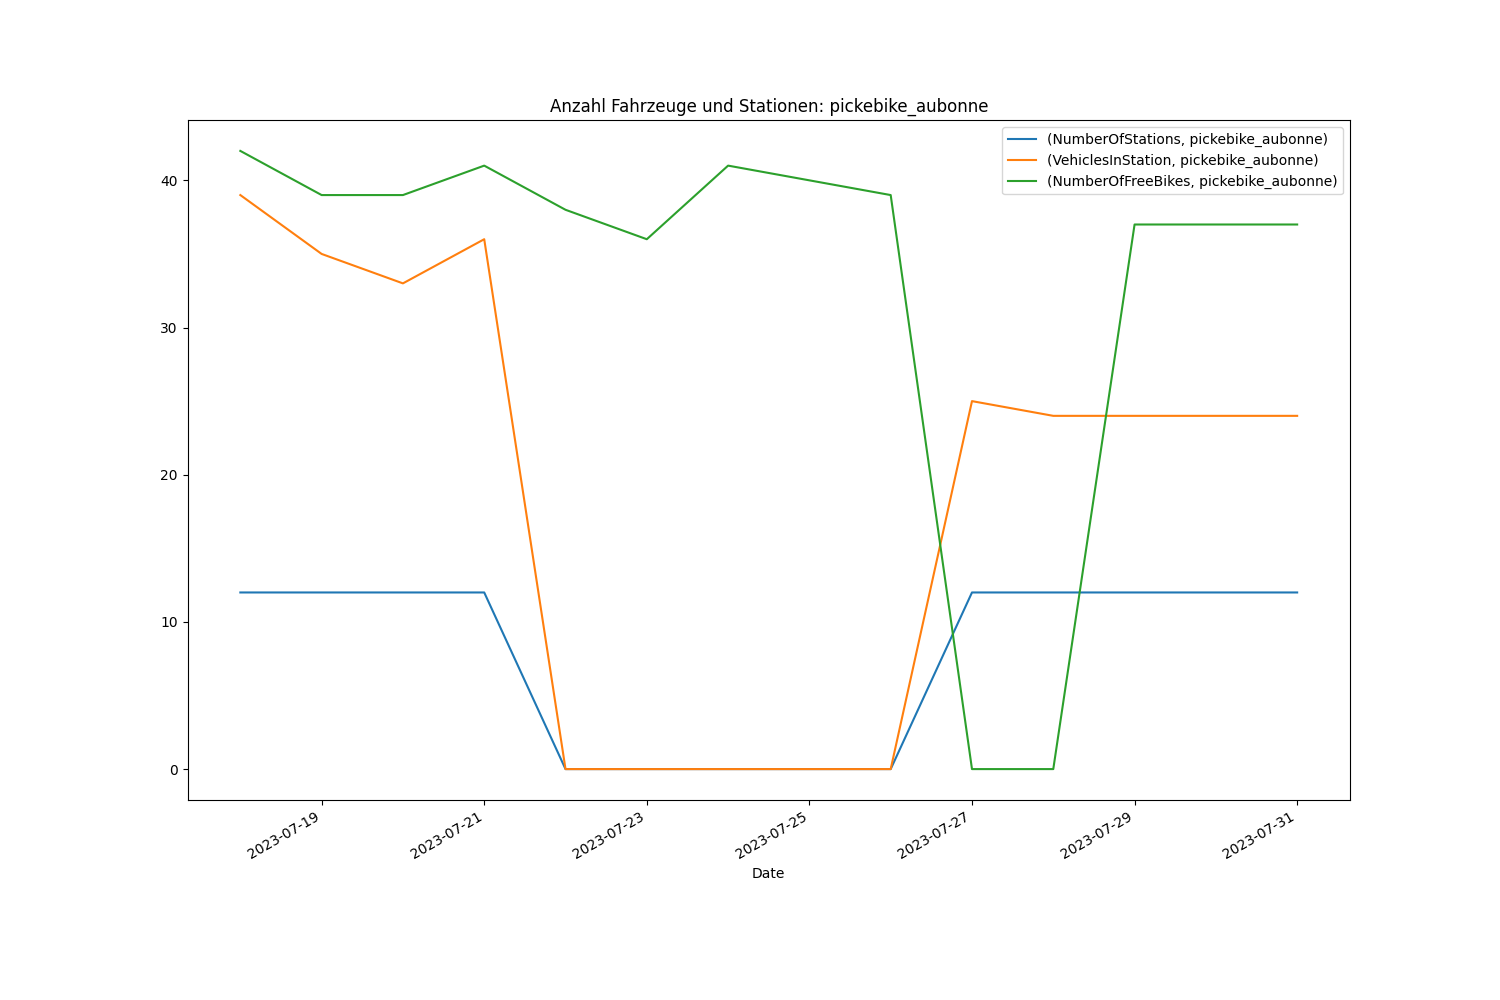 Anzahl Fahrzeuge und Stationen: pickebike_aubonne
(NumberOfStations, pickebike_aubonne)
(VehiclesInStation, pickebike_aubonne)
(NumberOfFreeBikes, pickebike_aubonne)
40
30
20
10
0
2023-07-19
2023-07-21
2023-07-23
2023-07-25
2023-07-27
2023-07-29
2023-07-31
Date